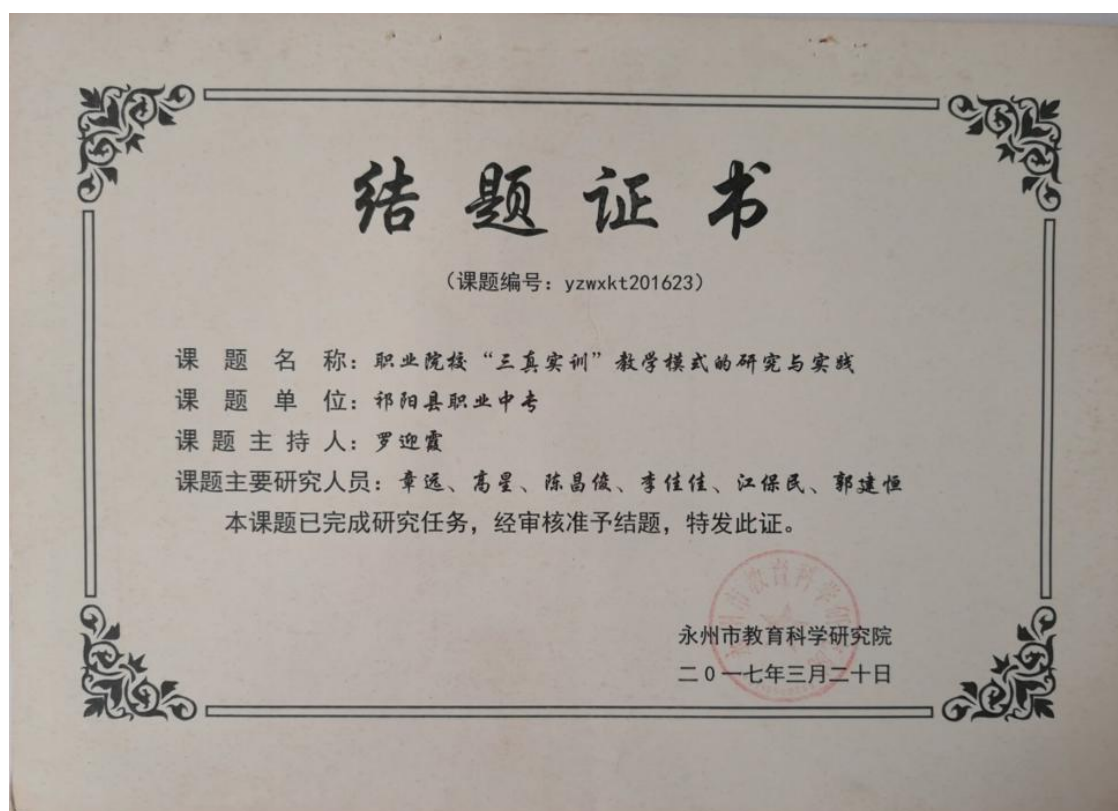 结题证书
（课题编号：yzwxkt201623）
课题名称：职业院校“三真实训”教学模式的研究与实践
课题单位：祁阳县职业中专
课题主持人：罗迎霞
课题主要研究人员：章远、高星、陈昌俊、李佳佳、江保民、郭建恒
本课题已完成研究任务，经审核准予结题，特发此证。
永州市教育科学研究院
二0一七年三月二十日